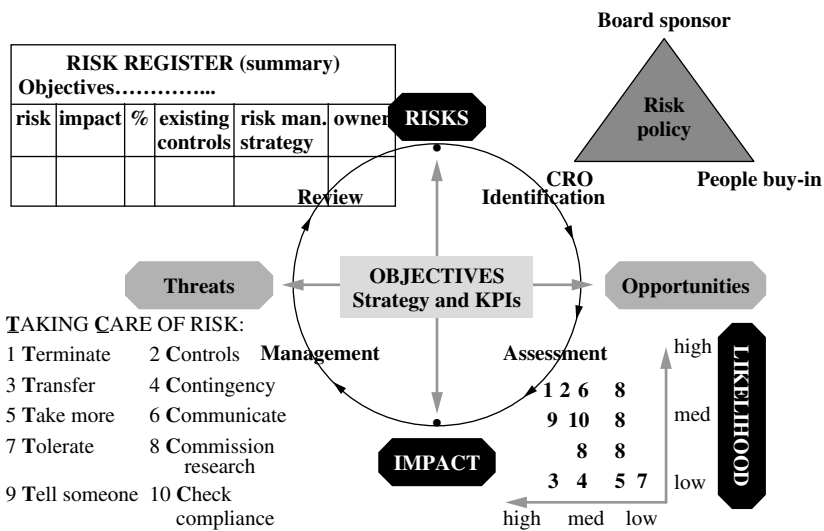 Board sponsor
Risk
policy
CRO
People buy-in
RISK REGISTER (summary)
Objectives…………...
risk impact % existing controls risk man. strategy owner
RISKS
Review
Identification
Threats
OBJECTIVES
Strategy and KPIs
Opportunities
Management
Assessment
IMPACT
TAKING CARE OF RISK:
1 Terminate 2 Controls
3 Transfer 4 Contingency
5 Take more 6 Communicate
7 Tolerate 8 Commission
research
9 Tell someone 10 Check
compliance
1 2 6 8
9 10 8
8 8
3 4 5 7
high
med
low
LIKELIHOOD
high med low